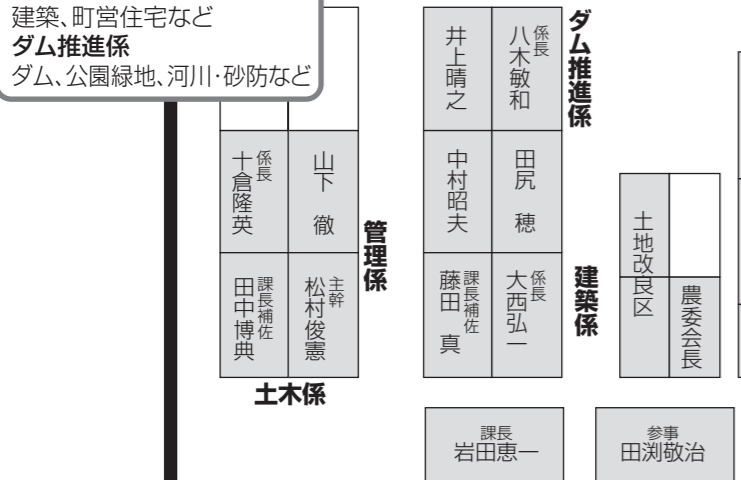 建築、町営住宅など
ダム推進係
ダム、公園緑地、河川・砂防など
ダム推進係
係長
八木敏和
井上晴之
田尻 穂
中村昭夫
建築係
係長
大西弘一
課長補佐
藤田 真
管理係
山下 徹
係長
十倉隆英
主幹
松村俊憲
課長補佐
田中博典
土木係
土地改良区
農委会長
課長
岩田恵一
参事
田渕敬治